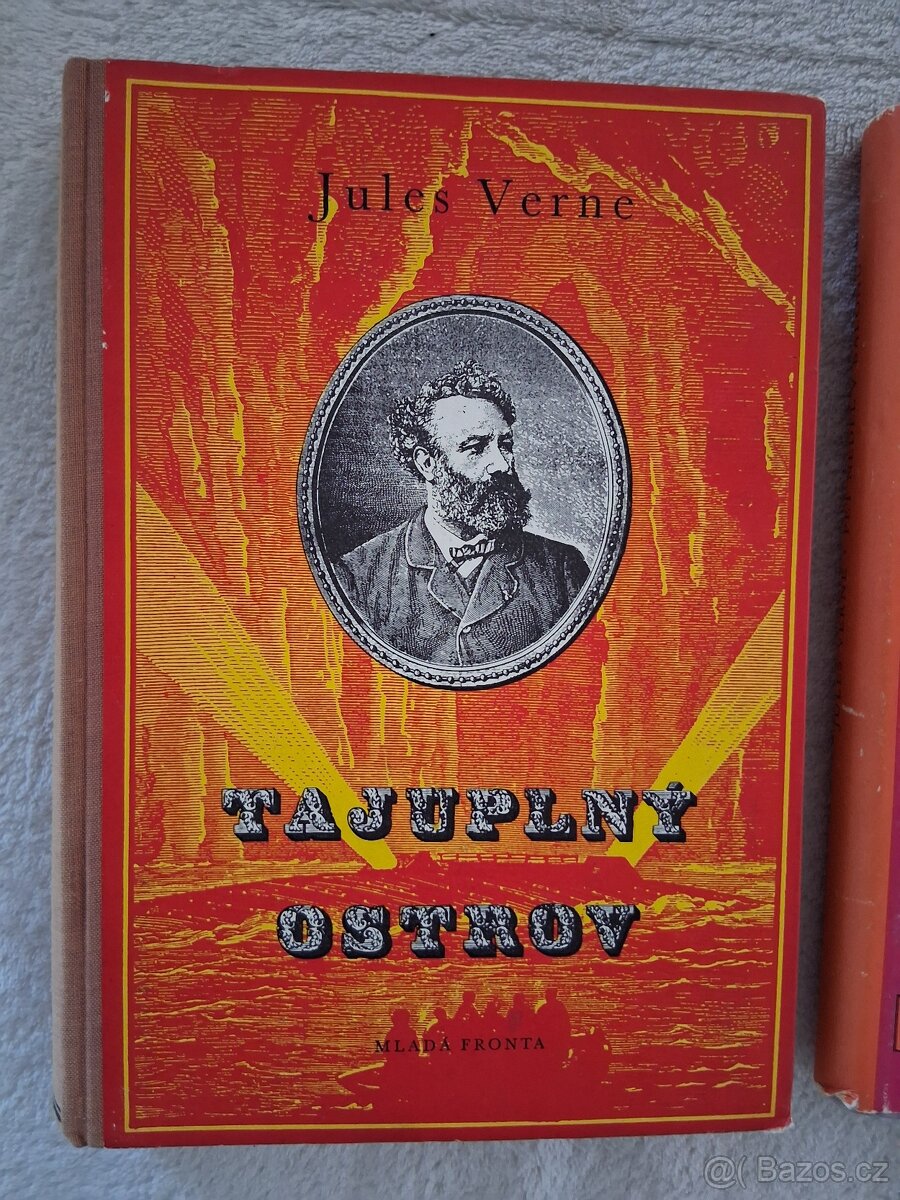 Jules Verne
TAJUPLNÝ
OSTROV
MLADÁ FRONTA
@( Bazos.cz